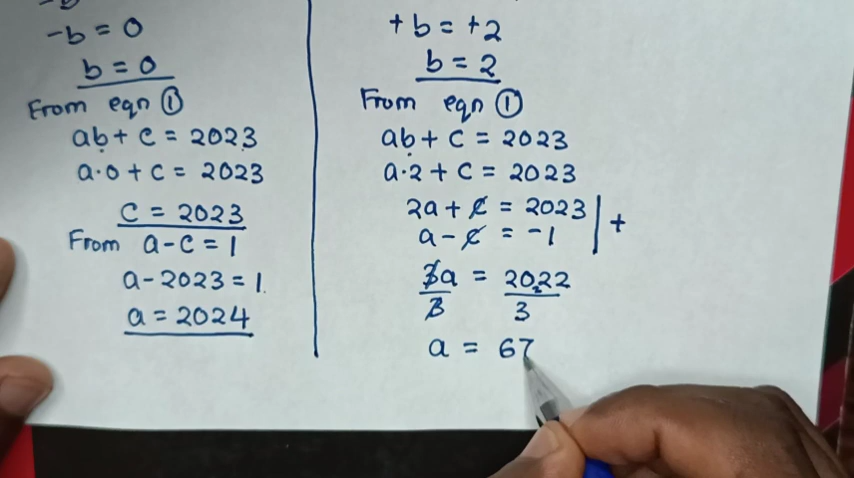 -b = 0
b = 0
From eqn ①
ab + c = 2023
a·0 + c = 2023
c = 2023
From a - c = 1
a - 2023 = 1
a = 2024
+b = +2
b = 2
From eqn ①
ab + c = 2023
a·2 + c = 2023
2a + c = 2023
a - c = -1
+
3a = 2022
3 3
a = 67